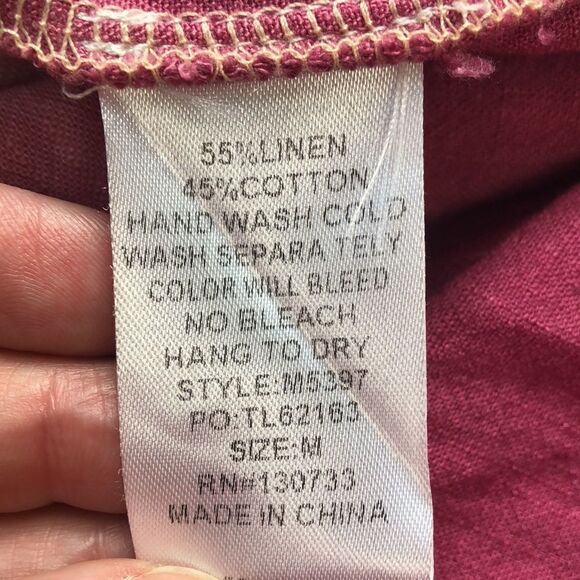 55%LINEN
45%COTTON
HAND WASH COLD
WASH SEPARA TELY
COLOR WILL BLEED
NO BLEACH
HANG TO DRY
STYLE:M5397
PO:TL62163
SIZE:M
RN#130733
MADE IN CHINA